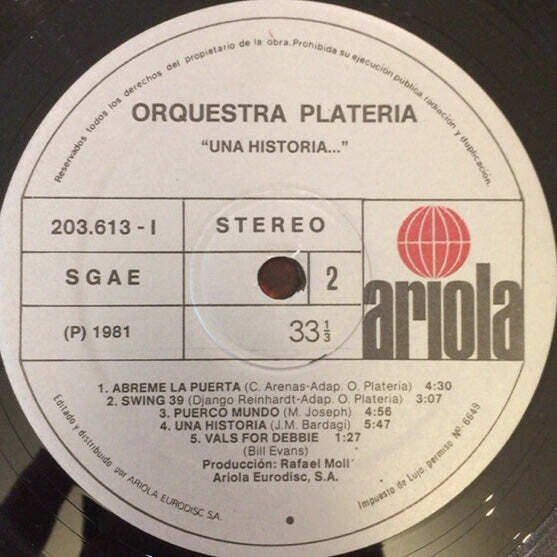 Reservados todos los derechos del propietario de la obra. Prohibida su ejecución pública, radiación y duplicación.
ORQUESTRA PLATERIA
"UNA HISTORIA..."
203.613 - I
STEREO
SGAE
2
(P) 1981
33 1/3
ariola
1. ABREME LA PUERTA (C. Arenas-Adap. O. Plateria) 4:30
2. SWING 39 (Django Reinhardt-Adap. O. Plateria) 3:07
3. PUERCO MUNDO (M. Joseph) 4:56
4. UNA HISTORIA (J.M. Bardagi) 5:47
5. VALS FOR DEBBIE 1:27
(Bill Evans)
Producción: Rafael Moll
Ariola Eurodisc, S.A.
Editado y distribuido por ARIOLA EURODISC S.A.
Impuesto de Lujo, permiso Nº 6649